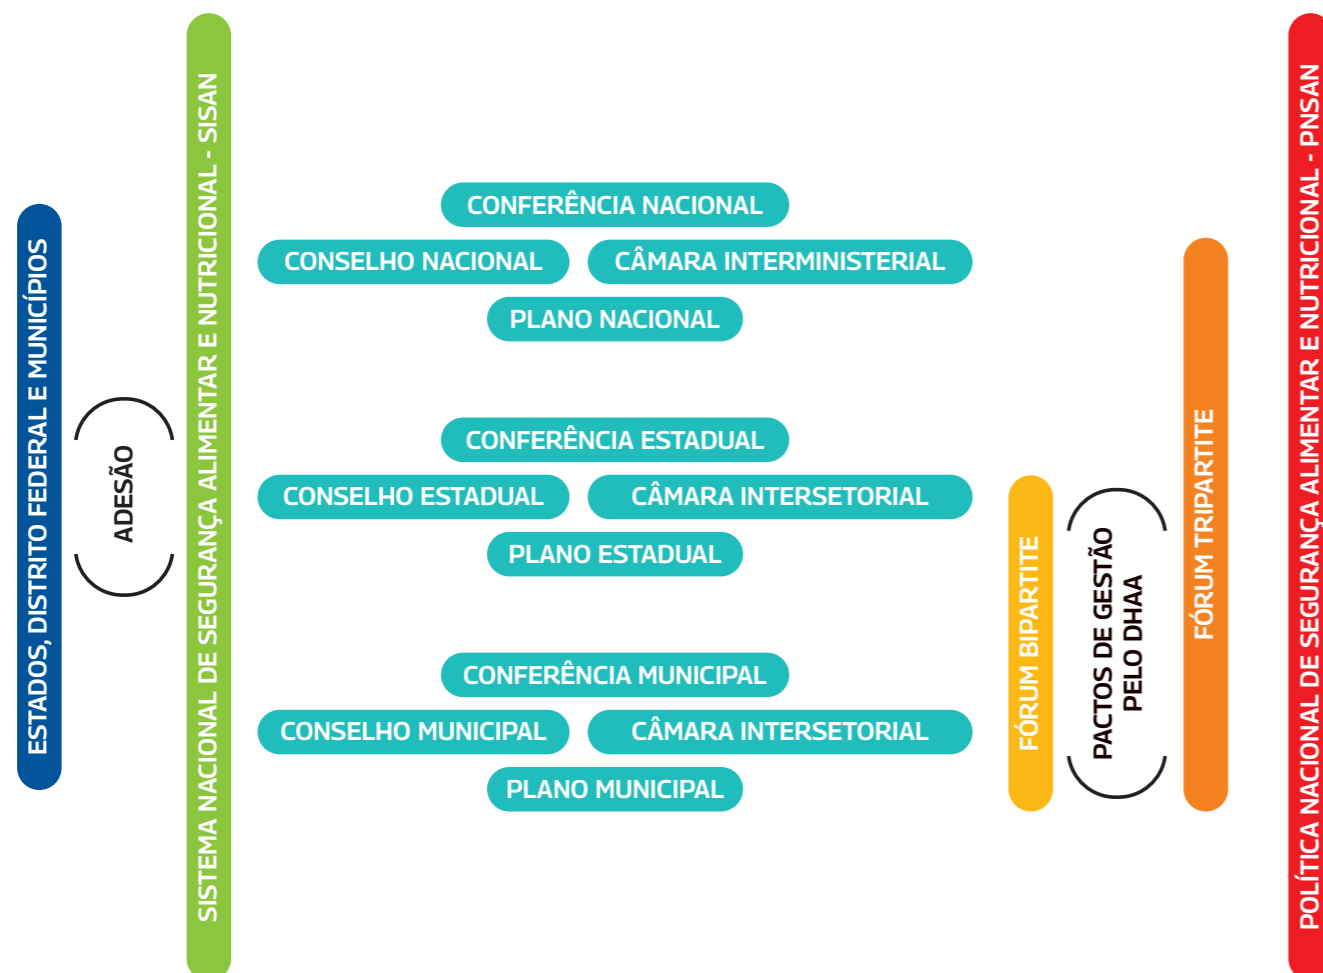 ESTADOS, DISTRITO FEDERAL E MUNICÍPIOS
ADESÃO
SISTEMA NACIONAL DE SEGURANÇA ALIMENTAR E NUTRICIONAL - SISAN
CONFERÊNCIA NACIONAL
CONSELHO NACIONAL
CÂMARA INTERMINISTERIAL
PLANO NACIONAL
CONFERÊNCIA ESTADUAL
CONSELHO ESTADUAL
CÂMARA INTERSETORIAL
PLANO ESTADUAL
CONFERÊNCIA MUNICIPAL
CONSELHO MUNICIPAL
CÂMARA INTERSETORIAL
PLANO MUNICIPAL
FÓRUM BIPARTITE
PACTOS DE GESTÃO
PELO DHAA
FÓRUM TRIPARTITE
POLÍTICA NACIONAL DE SEGURANÇA ALIMENTAR E NUTRICIONAL - PNSAN